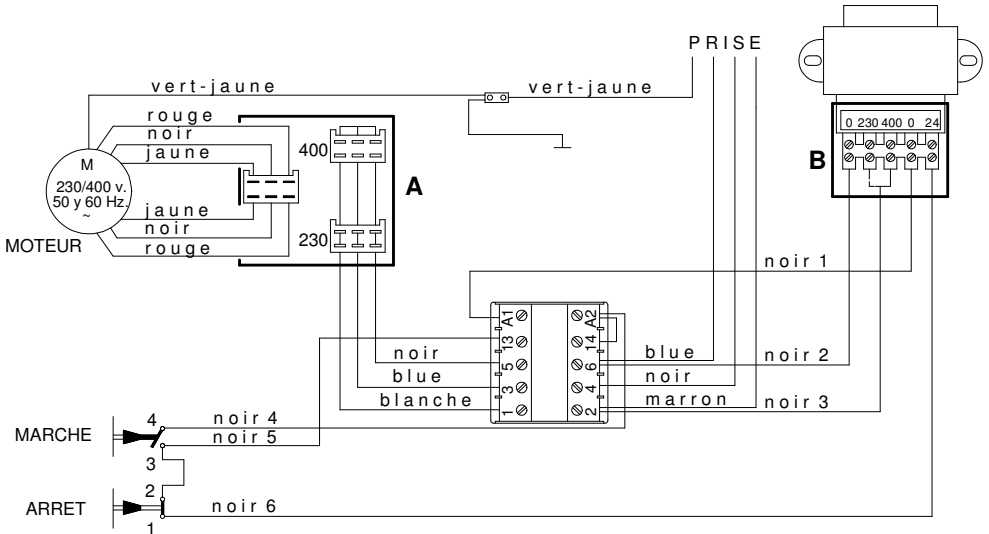 PRISE
vert-jaune
vert-jaune
rouge
noir
jaune
M
230/400 v.
50 y 60 Hz.
~
jaune
noir
rouge
MOTEUR
400
230
A
0 230 400 0 24
B
noir 1
A1
13
5
3
1
A2
14
6
4
2
noir
blue
blanche
blue
noir
marron
noir 2
noir 3
MARCHE
4
3
noir 4
noir 5
ARRET
2
1
noir 6